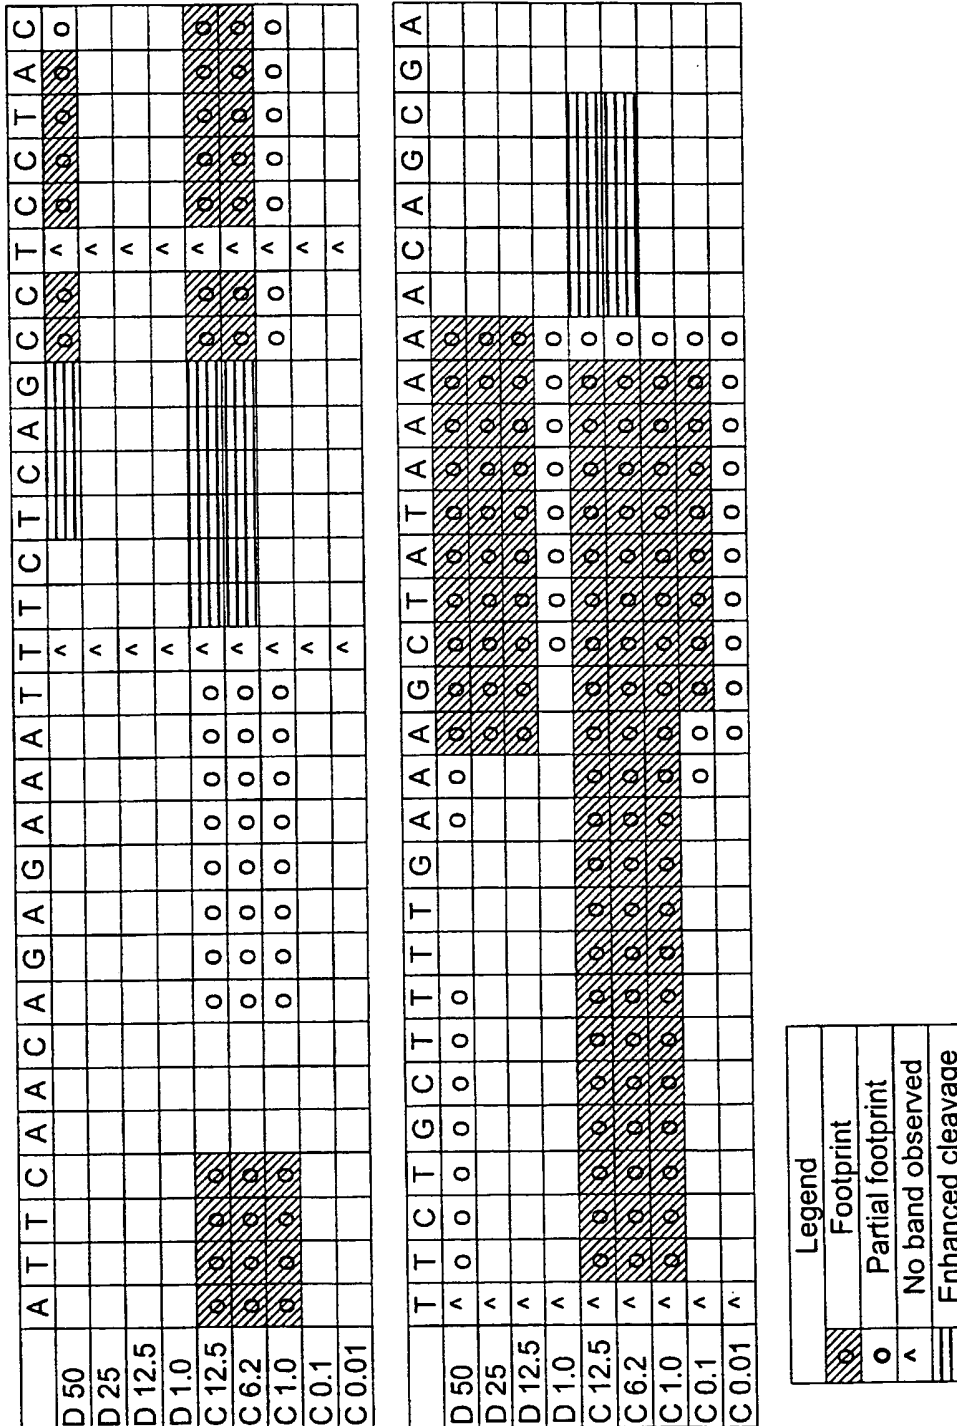 A T T C A A C A G A G A A A T T T C T C A G C C T C C T A C
D 50 ^ o o ^ o o o o o
D 25 ^ ^
D 12.5 ^ ^
D 1.0 ^ ^
C 12.5 o o o o o o o o o o o o ^ o o ^ o o o o o
C 6.2 o o o o o o o o o o o o ^ o o ^ o o o o o
C 1.0 o o o o o o o o o o o o ^ o o ^ o o o o o
C 0.1 ^ ^
C 0.01 ^ ^
T T C T G C T T T T G A A A G C T A T A A A A A C A G C G A
D 50 ^ o o o o o o o o o o o o o o o o o o o
D 25 ^ o o o o o o o o o o
D 12.5 ^ o o o o o o o o o o
D 1.0 ^ o o o o o o o o
C 12.5 ^ o o o o o o o o o o o o o o o o o o o o o o
C 6.2 ^ o o o o o o o o o o o o o o o o o o o o o o
C 1.0 ^ o o o o o o o o o o o o o o o o o o o o o o
C 0.1 ^ o o o o o o o o o o o
C 0.01 ^ o o o o o o o o o o
Legend
o Footprint
o Partial footprint
^ No band observed
Enhanced cleavage